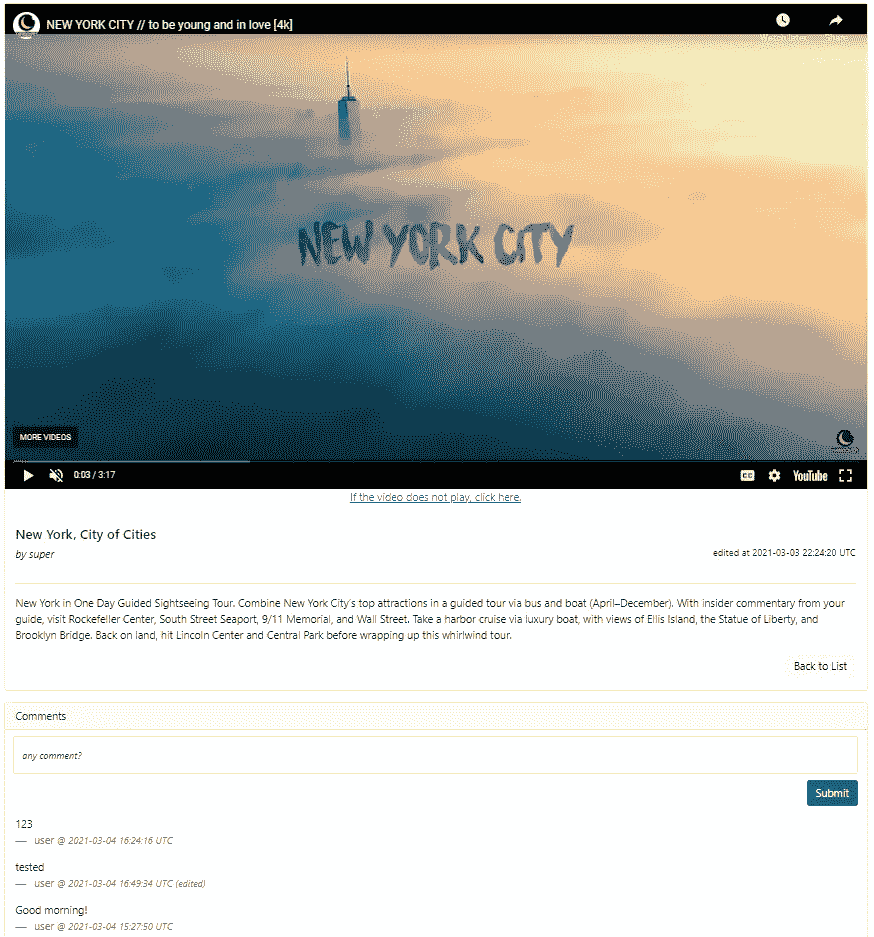 NEW YORK CITY // to be young and in love [4k]
Watch later
Share
NEW YORK CITY
MORE VIDEOS
0:03 / 3:17
CC
YouTube
If the video does not play, click here.
New York, City of Cities
by super
edited at 2021-03-03 22:24:20 UTC
New York in One Day Guided Sightseeing Tour. Combine New York City's top attractions in a guided tour via bus and boat (April–December). With insider commentary from your
guide, visit Rockefeller Center, South Street Seaport, 9/11 Memorial, and Wall Street. Take a harbor cruise via luxury boat, with views of Ellis Island, the Statue of Liberty, and
Brooklyn Bridge. Back on land, hit Lincoln Center and Central Park before wrapping up this whirlwind tour.
Back to List
Comments
any comment?
Submit
123
— user @ 2021-03-04 16:24:16 UTC
tested
— user @ 2021-03-04 16:49:34 UTC (edited)
Good morning!
— user @ 2021-03-04 15:27:50 UTC